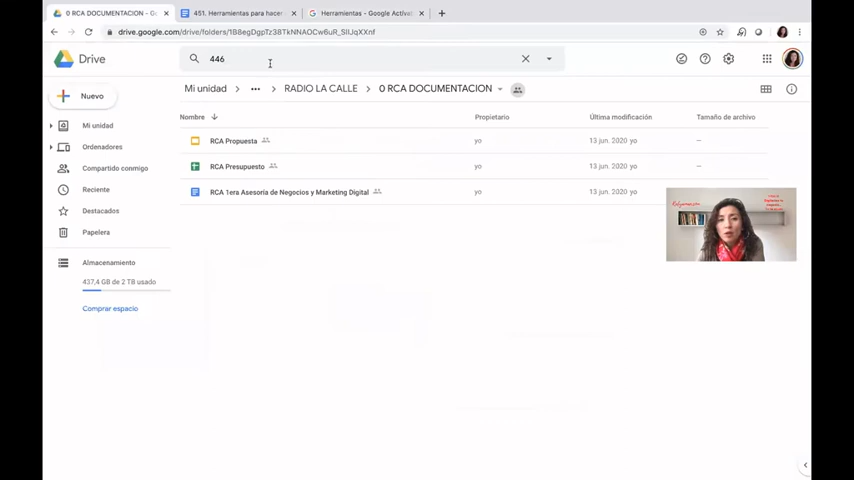 0 RCA DOCUMENTACION - G
451. Herramientas para hacer
Herramientas - Google Actívat
drive.google.com/drive/folders/1B8egDgpTz38TkNNAOCw6uR_SIlJqXXnf
Drive
446
Mi unidad
RADIO LA CALLE
0 RCA DOCUMENTACION
Nuevo
Nombre
Propietario
Última modificación
Tamaño de archivo
Mi unidad
Ordenadores
Compartido conmigo
Reciente
Destacados
Papelera
Almacenamiento
437,4 GB de 2 TB usado
Comprar espacio
RCA Propuesta
yo
13 jun. 2020 yo
—
RCA Presupuesto
yo
13 jun. 2020 yo
—
RCA 1era Asesoría de Negocios y Marketing Digital
yo
13 jun. 2020 yo